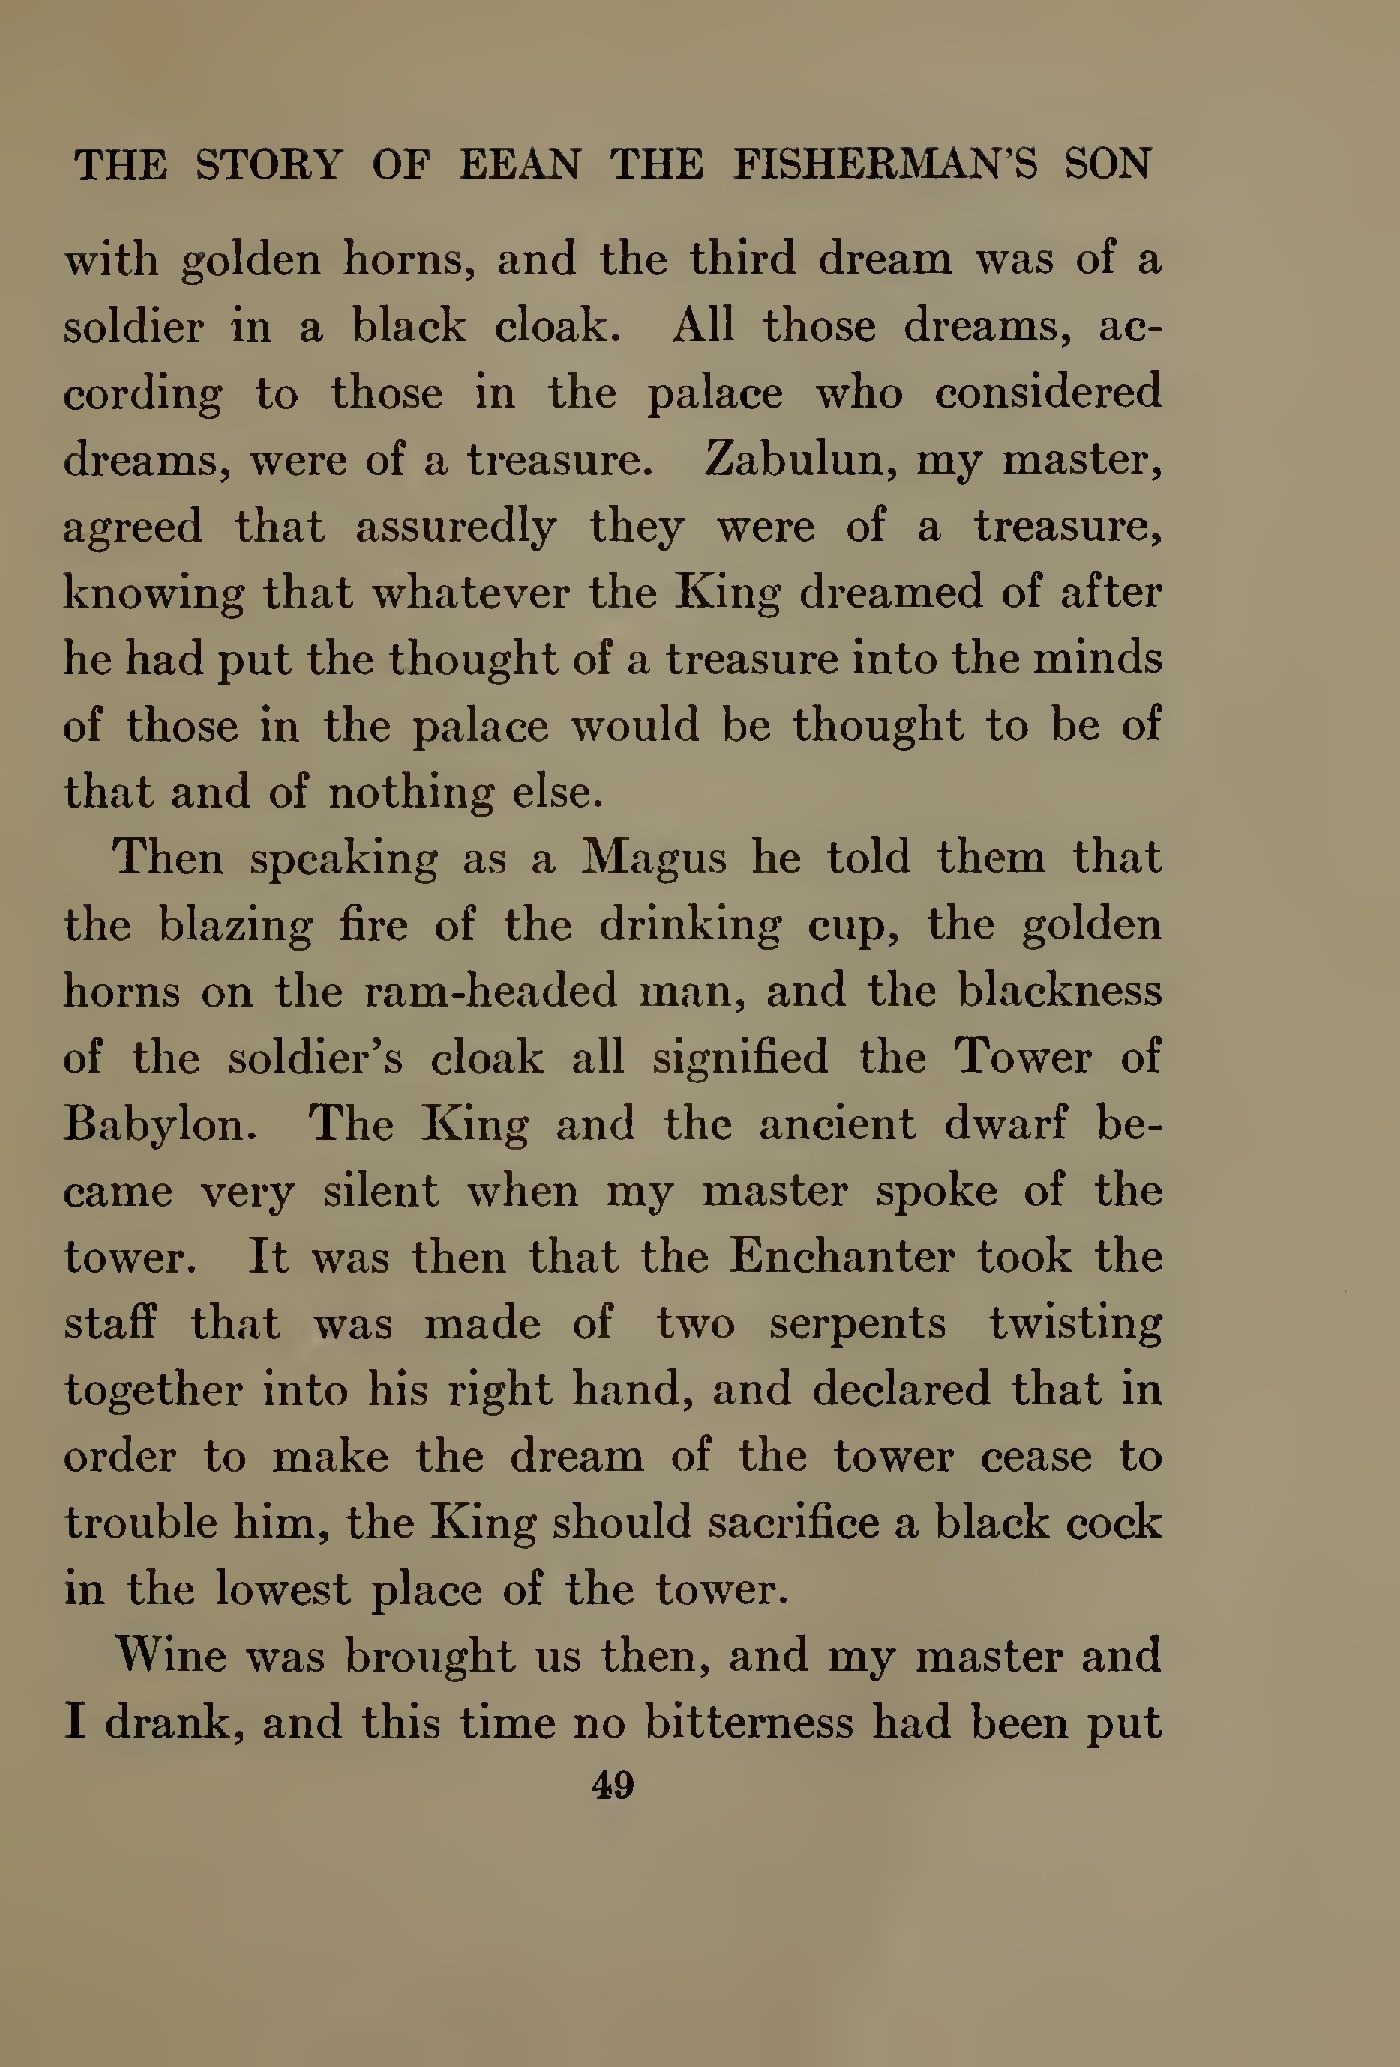 THE STORY OF EEAN THE FISHERMAN'S SON
with golden horns, and the third dream was of a
soldier in a black cloak. All those dreams, ac-
cording to those in the palace who considered
dreams, were of a treasure. Zabulun, my master,
agreed that assuredly they were of a treasure,
knowing that whatever the King dreamed of after
he had put the thought of a treasure into the minds
of those in the palace would be thought to be of
that and of nothing else.
Then speaking as a Magus he told them that
the blazing fire of the drinking cup, the golden
horns on the ram-headed man, and the blackness
of the soldier's cloak all signified the Tower of
Babylon. The King and the ancient dwarf be-
came very silent when my master spoke of the
tower. It was then that the Enchanter took the
staff that was made of two serpents twisting
together into his right hand, and declared that in
order to make the dream of the tower cease to
trouble him, the King should sacrifice a black cock
in the lowest place of the tower.
Wine was brought us then, and my master and
I drank, and this time no bitterness had been put
49